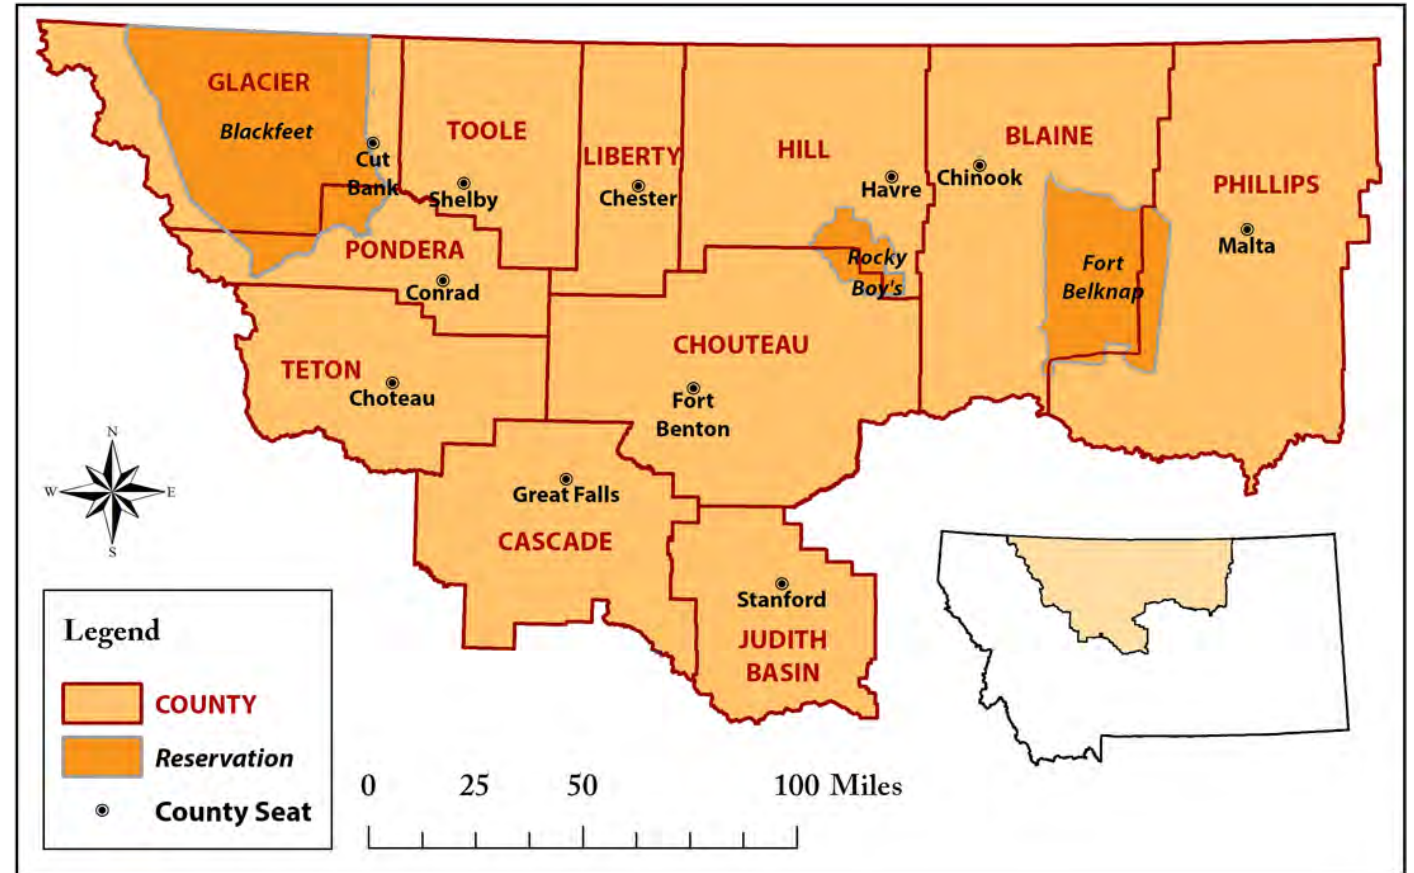 GLACIER
Blackfeet
Cut
Bank
TOOLE
Shelby
LIBERTY
Chester
HILL
Havre
BLAINE
Chinook
PHILLIPS
Malta
PONDERA
Conrad
Rocky
Boy's
Fort
Belknap
TETON
Choteau
CHOUTEAU
Fort
Benton
Great Falls
CASCADE
Stanford
JUDITH
BASIN
N
W
E
S
Legend
COUNTY
Reservation
County Seat
0 25 50 100 Miles